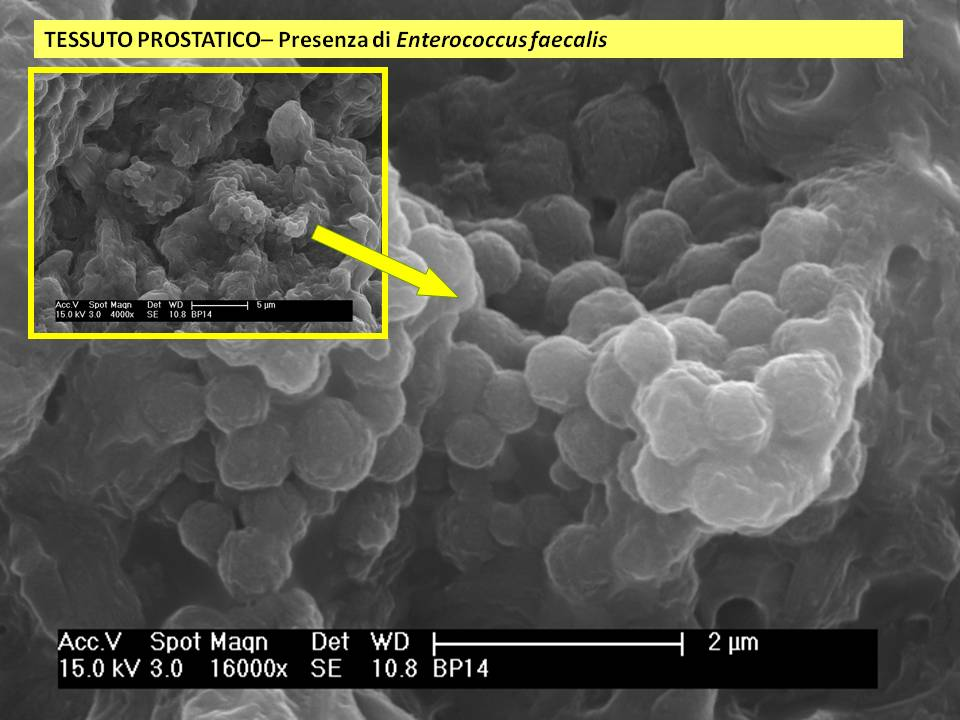 TESSUTO PROSTATICO– Presenza di Enterococcus faecalis
Acc.V Spot Magn Det WD 5 µm
15.0 kV 3.0 4000x SE 10.8 BP14
Acc.V Spot Magn Det WD 2 µm
15.0 kV 3.0 16000x SE 10.8 BP14